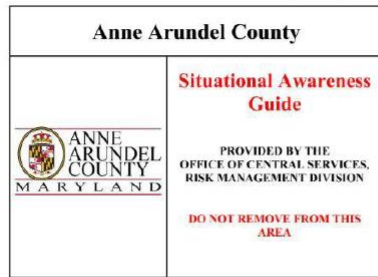 Anne Arundel County
Situational Awareness
Guide
ANNE
ARUNDEL
COUNTY
MARYLAND
PROVIDED BY THE
OFFICE OF CENTRAL SERVICES,
RISK MANAGEMENT DIVISION
DO NOT REMOVE FROM THIS
AREA